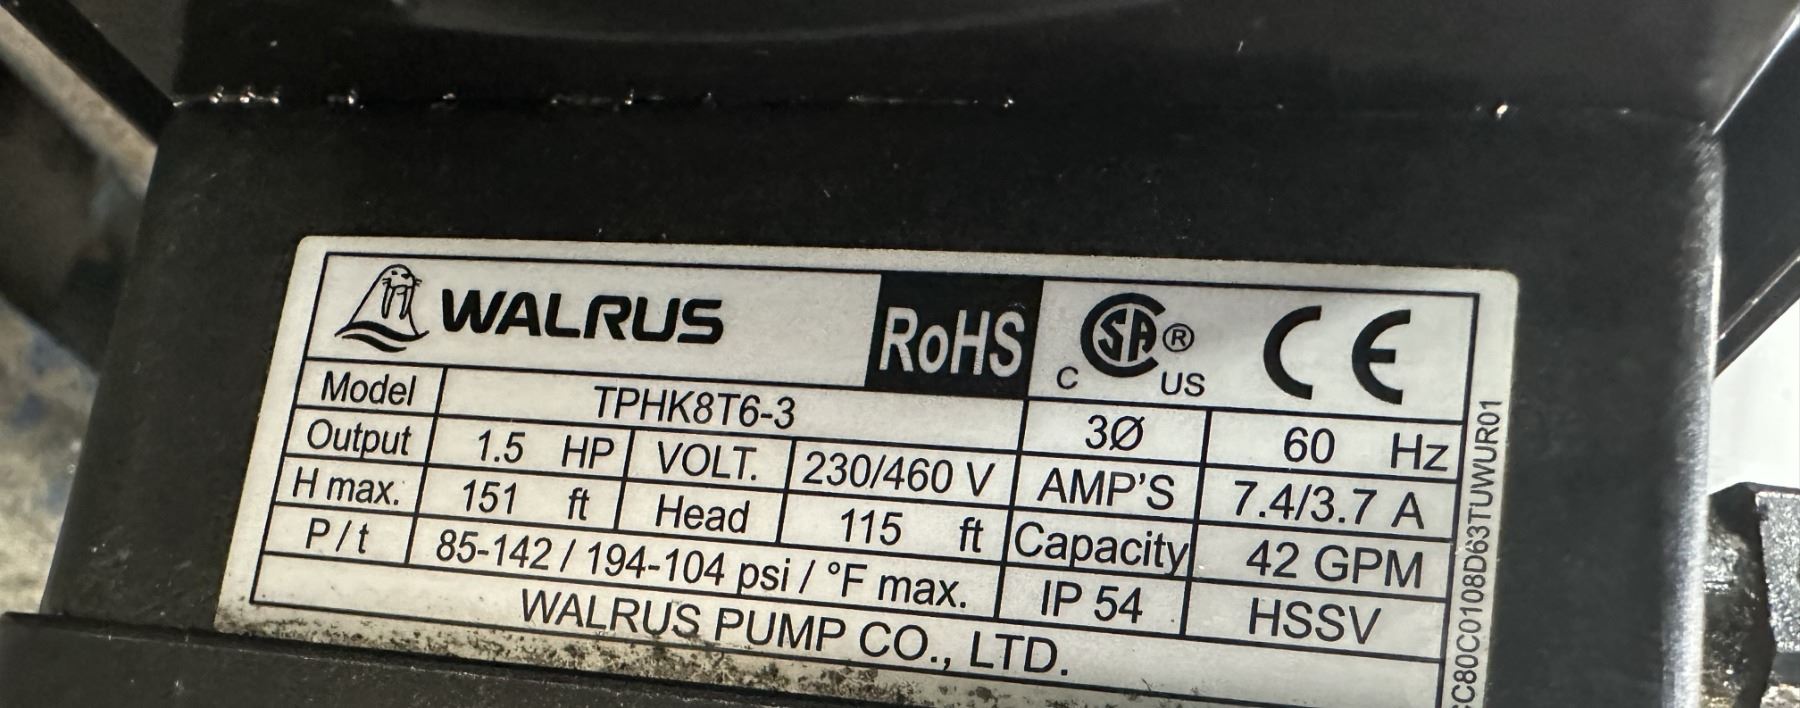 WALRUS RoHS CSA® C US CE
Model TPHK8T6-3 3Ø 60 Hz
Output 1.5 HP VOLT. 230/460 V AMP'S 7.4/3.7 A
H max. 151 ft Head 115 ft Capacity 42 GPM
P / t 85-142 / 194-104 psi / °F max. IP 54 HSSV
WALRUS PUMP CO., LTD.
C80C0108D63TUWUR01